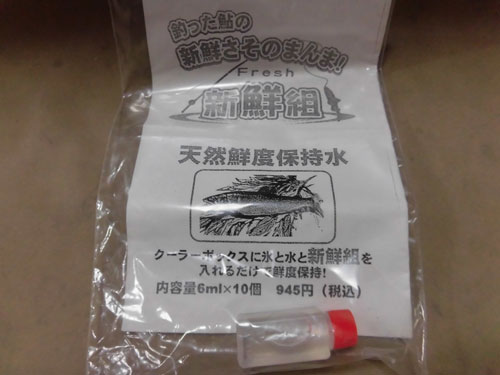 釣った鮎の
新鮮さそのまんま!
Fresh
新鮮組
天然鮮度保持水
クーラーボックスに氷と水と新鮮組を
入れるだけで鮮度保持!
内容量6ml×10個 945円(税込)